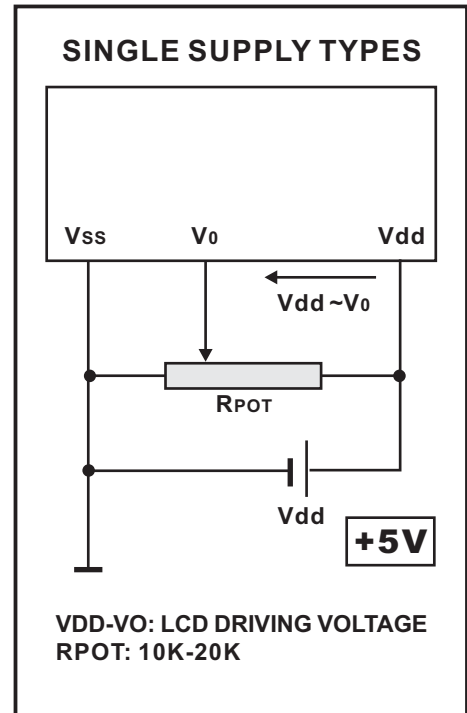 SINGLE SUPPLY TYPES
Vss V0 Vdd
Vdd ~V0
RPOT
Vdd
+5V
VDD-VO: LCD DRIVING VOLTAGE
RPOT: 10K-20K